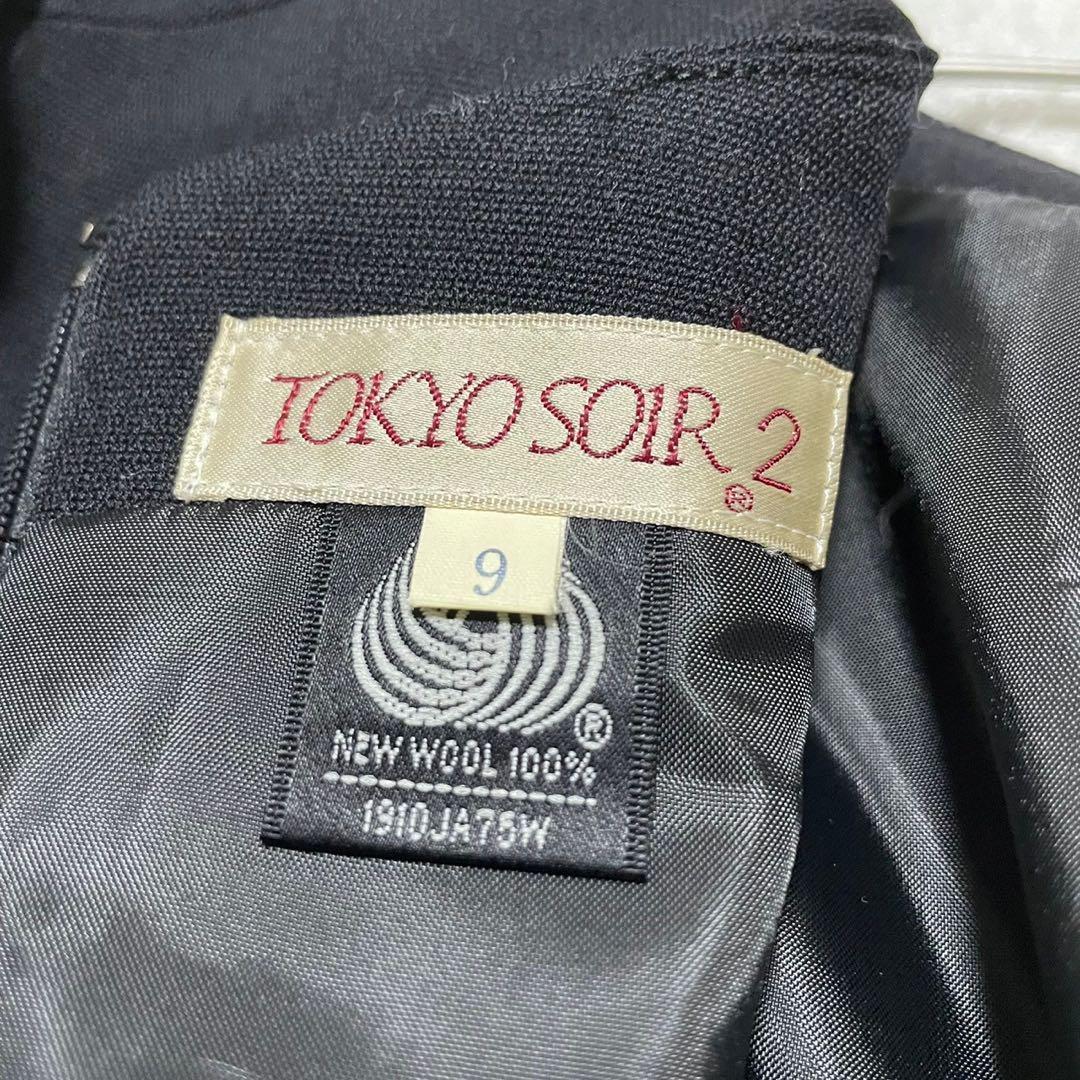 TOKYO SOIR 2
®
9
®
NEW WOOL 100%
1910JA75W